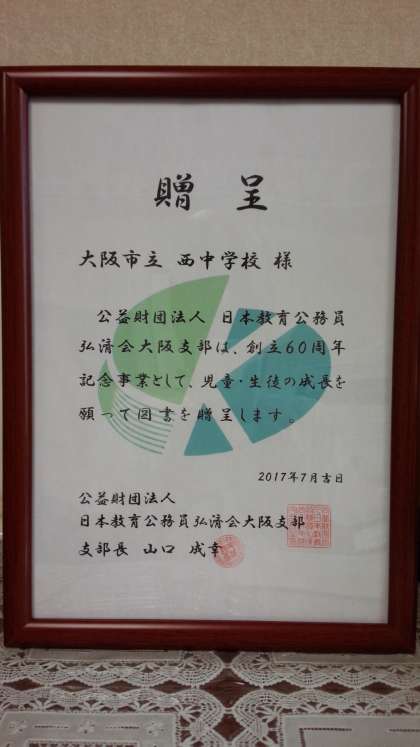 贈 呈
大阪市立 西中学校 様
公益財団法人 日本教育公務員
弘済会大阪支部は、創立60周年
記念事業として、児童・生徒の成長を
願って図書を贈呈します。
2017年7月吉日
公益財団法人
日本教育公務員弘済会大阪支部
支部長 山口 成幸